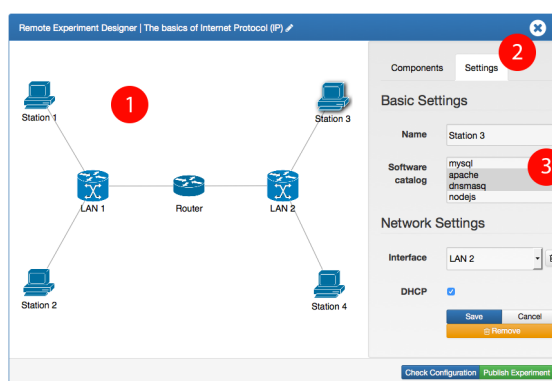 Remote Experiment Designer | The basics of Internet Protocol (IP)
1
Station 1
Station 3
LAN 1
Router
LAN 2
Station 2
Station 4
2
Components Settings
Basic Settings
Name Station 3
Software catalog
mysql
apache
dnsmasq
nodejs
3
Network Settings
Interface LAN 2
DHCP
Save Cancel
Remove
Check Configuration Publish Experiment